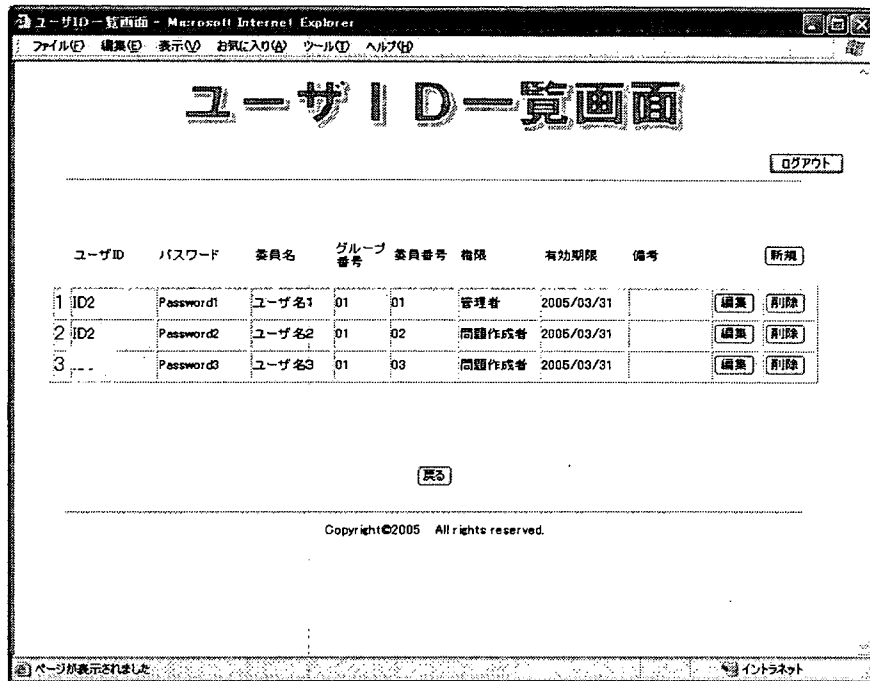 ユーザID一覧画面 - Microsoft Internet Explorer
ファイル(F) 編集(E) 表示(V) お気に入り(A) ツール(T) ヘルプ(H)
ユーザID一覧画面
ログアウト
ユーザID パスワード 委員名 グループ番号 委員番号 権限 有効期限 備考 新規
1 ID2 Password1 ユーザ名1 01 01 管理者 2005/03/31 編集 削除
2 ID2 Password2 ユーザ名2 01 02 問題作成者 2005/03/31 編集 削除
3 Password3 ユーザ名3 01 03 問題作成者 2005/03/31 編集 削除
戻る
Copyright©2005 All rights reserved.
ページが表示されました イントラネット